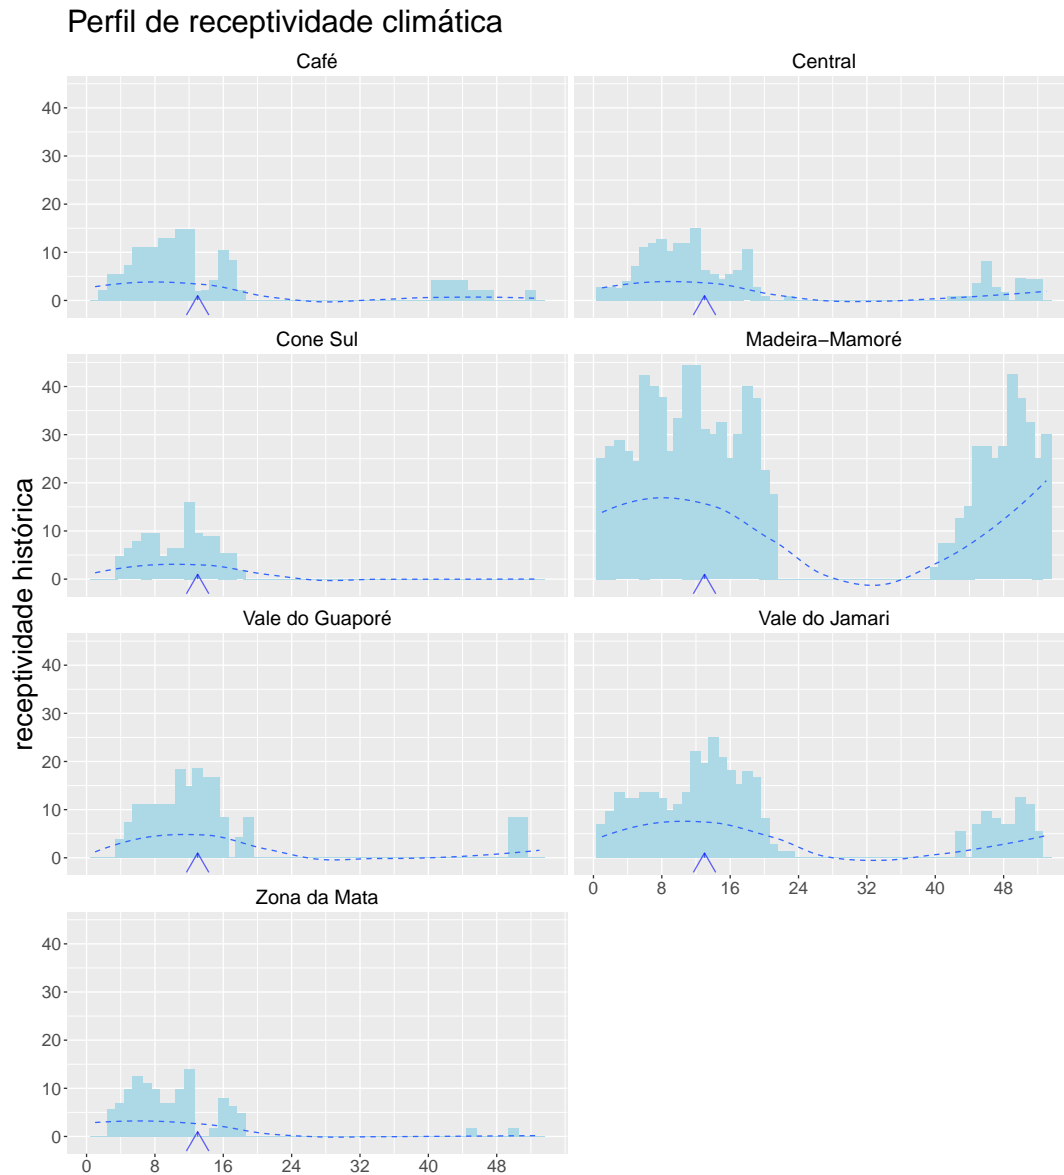 Perfil de receptividade climática
Café
Central
40
30
20
10
0
Cone Sul
Madeira−Mamoré
40
30
20
10
0
receptividade histórica
Vale do Guaporé
Vale do Jamari
40
30
20
10
0
0 8 16 24 32 40 48
Zona da Mata
40
30
20
10
0
0 8 16 24 32 40 48